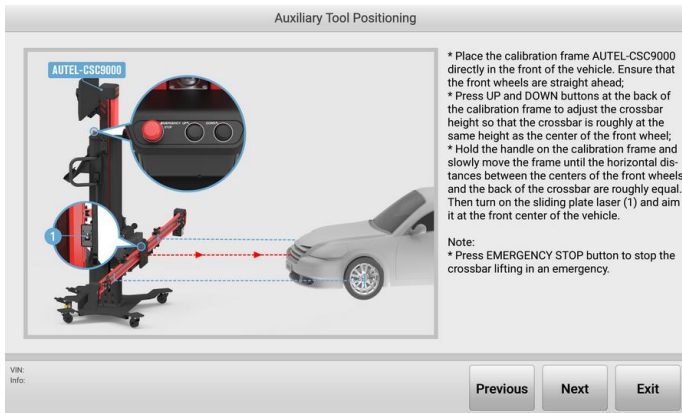 Auxiliary Tool Positioning
AUTEL-CSC9000
EMERGENCY STOP
UP
DOWN
1
* Place the calibration frame AUTEL-CSC9000
directly in the front of the vehicle. Ensure that
the front wheels are straight ahead;
* Press UP and DOWN buttons at the back of
the calibration frame to adjust the crossbar
height so that the crossbar is roughly at the
same height as the center of the front wheel;
* Hold the handle on the calibration frame and
slowly move the frame until the horizontal dis-
tances between the centers of the front wheels
and the back of the crossbar are roughly equal.
Then turn on the sliding plate laser (1) and aim
it at the front center of the vehicle.
Note:
* Press EMERGENCY STOP button to stop the
crossbar lifting in an emergency.
VIN:
Info:
Previous
Next
Exit